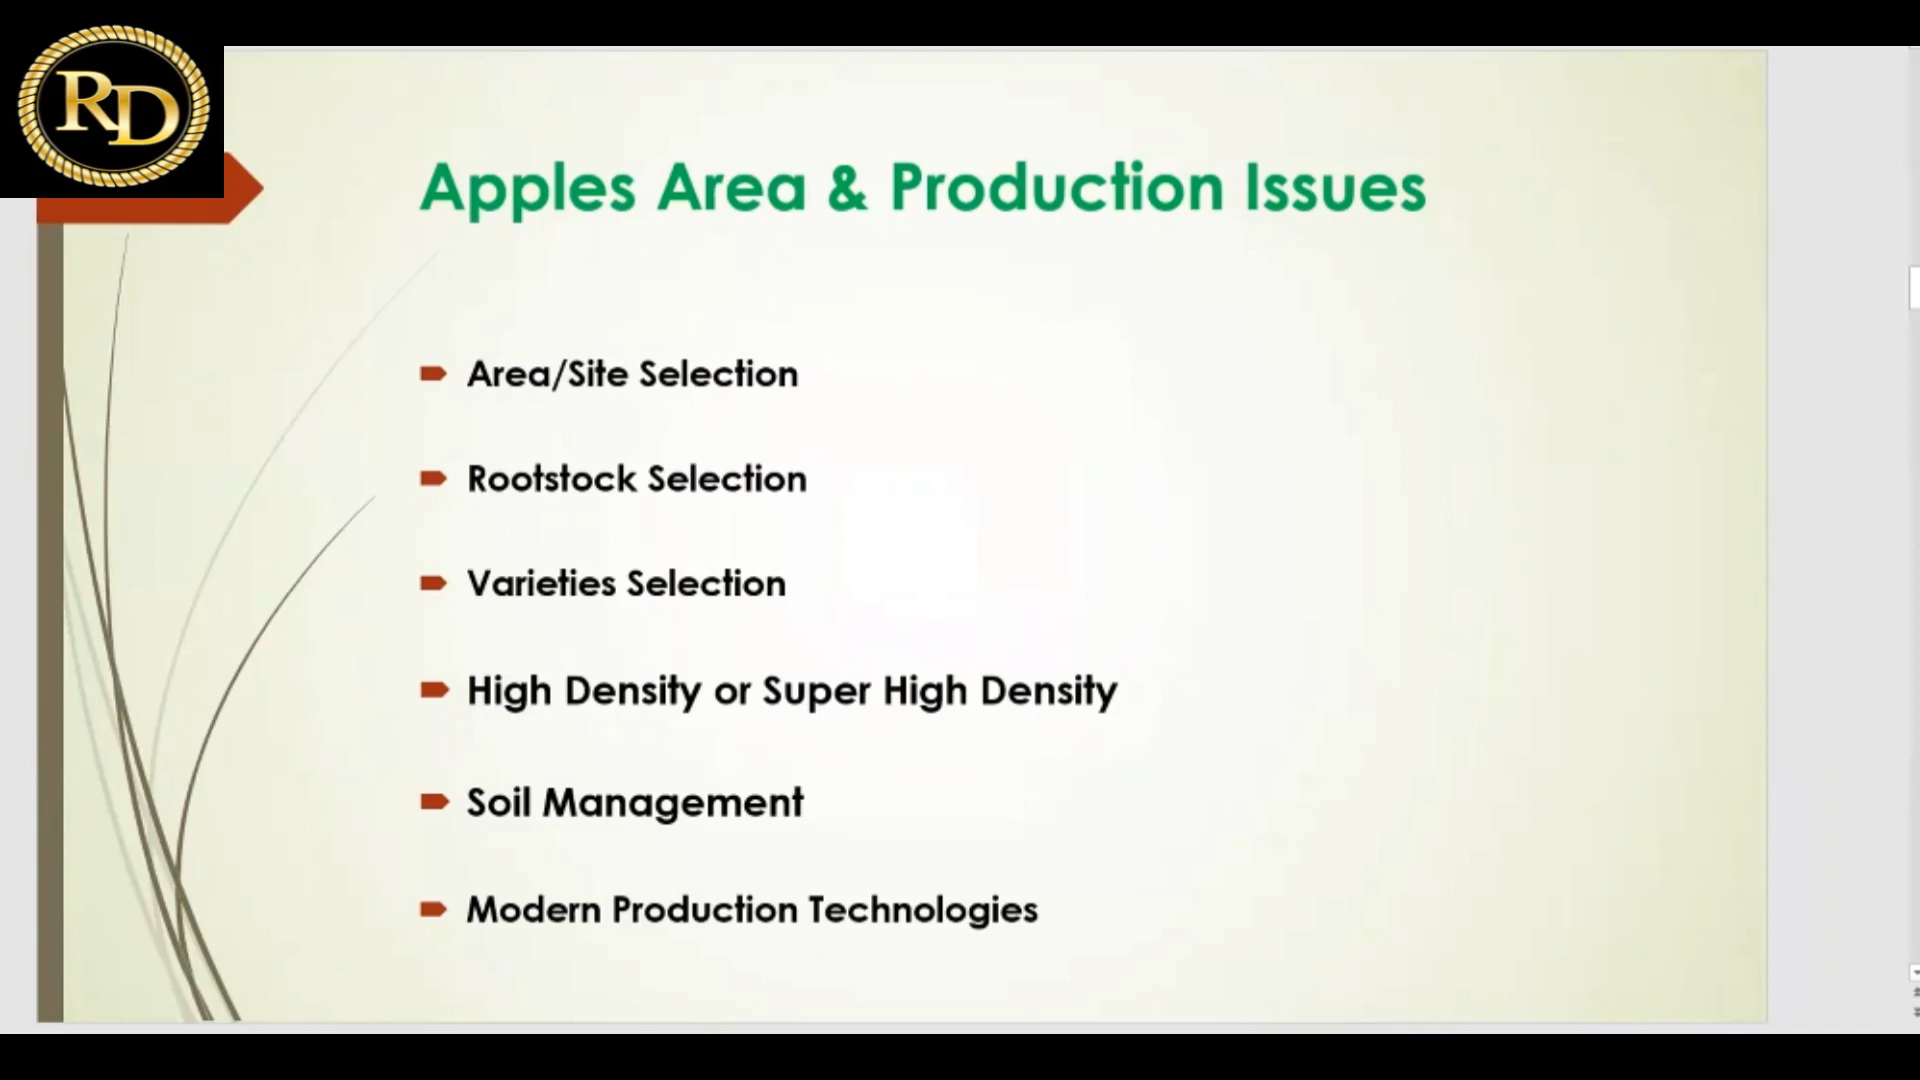 RD
Apples Area & Production Issues
Area/Site Selection
Rootstock Selection
Varieties Selection
High Density or Super High Density
Soil Management
Modern Production Technologies